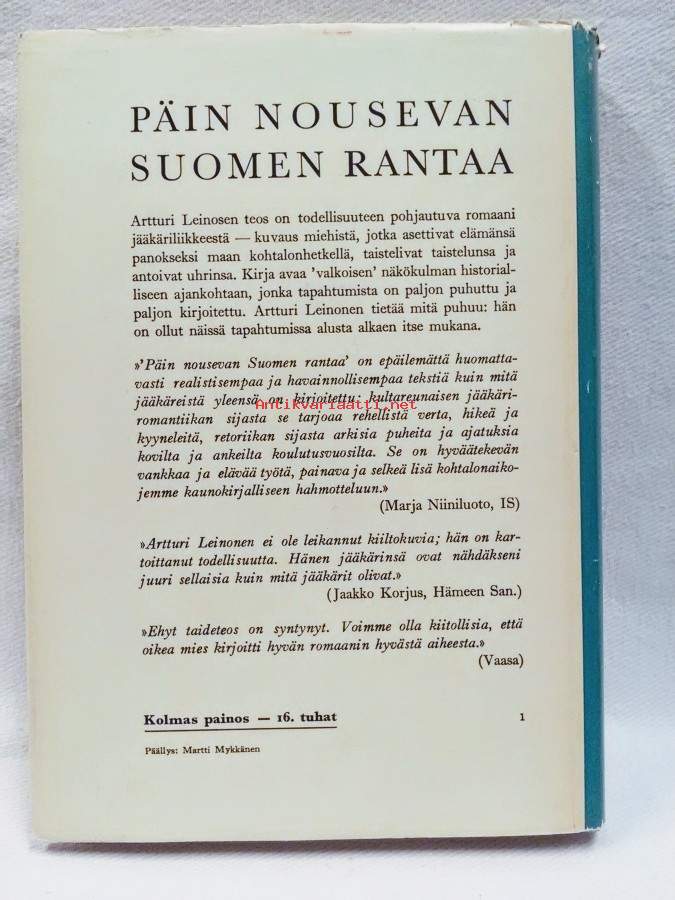 PÄIN NOUSEVAN
SUOMEN RANTAA
Artturi Leinosen teos on todellisuuteen pohjautuva romaani
jääkäriliikkeestä — kuvaus miehistä, jotka asettivat elämänsä
panokseksi maan kohtalonhetkellä, taistelivat taistelunsa ja
antoivat uhrinsa. Kirja avaa 'valkoisen' näkökulman historial-
liseen ajankohtaan, jonka tapahtumista on paljon puhuttu ja
paljon kirjoitettu. Artturi Leinonen tietää mitä puhuu: hän
on ollut näissä tapahtumissa alusta alkaen itse mukana.
»'Päin nousevan Suomen rantaa' on epäilemättä huomatta-
vasti realistisempaa ja havainnollisempaa tekstiä kuin mitä
jääkäreistä yleensä on kirjoitettu; kultareunaisen jääkäri-
Antikvariaatti.net
romantiikan sijasta se tarjoaa rehellistä verta, hikeä ja
kyyneleitä, retoriikan sijasta arkisia puheita ja ajatuksia
kovilta ja ankeilta koulutusvuosilta. Se on hyväätekevän
vankkaa ja elävää työtä, painava ja selkeä lisä kohtalonaiko-
jemme kaunokirjalliseen hahmotteluun.»
(Marja Niiniluoto, IS)
»Artturi Leinonen ei ole leikannut kiiltokuvia; hän on kar-
toittanut todellisuutta. Hänen jääkärinsä ovat nähdäkseni
juuri sellaisia kuin mitä jääkärit olivat.»
(Jaakko Korjus, Hämeen San.)
»Ehyt taideteos on syntynyt. Voimme olla kiitollisia, että
oikea mies kirjoitti hyvän romaanin hyvästä aiheesta.»
(Vaasa)
Kolmas painos — 16. tuhat 1
Päällys: Martti Mykkänen